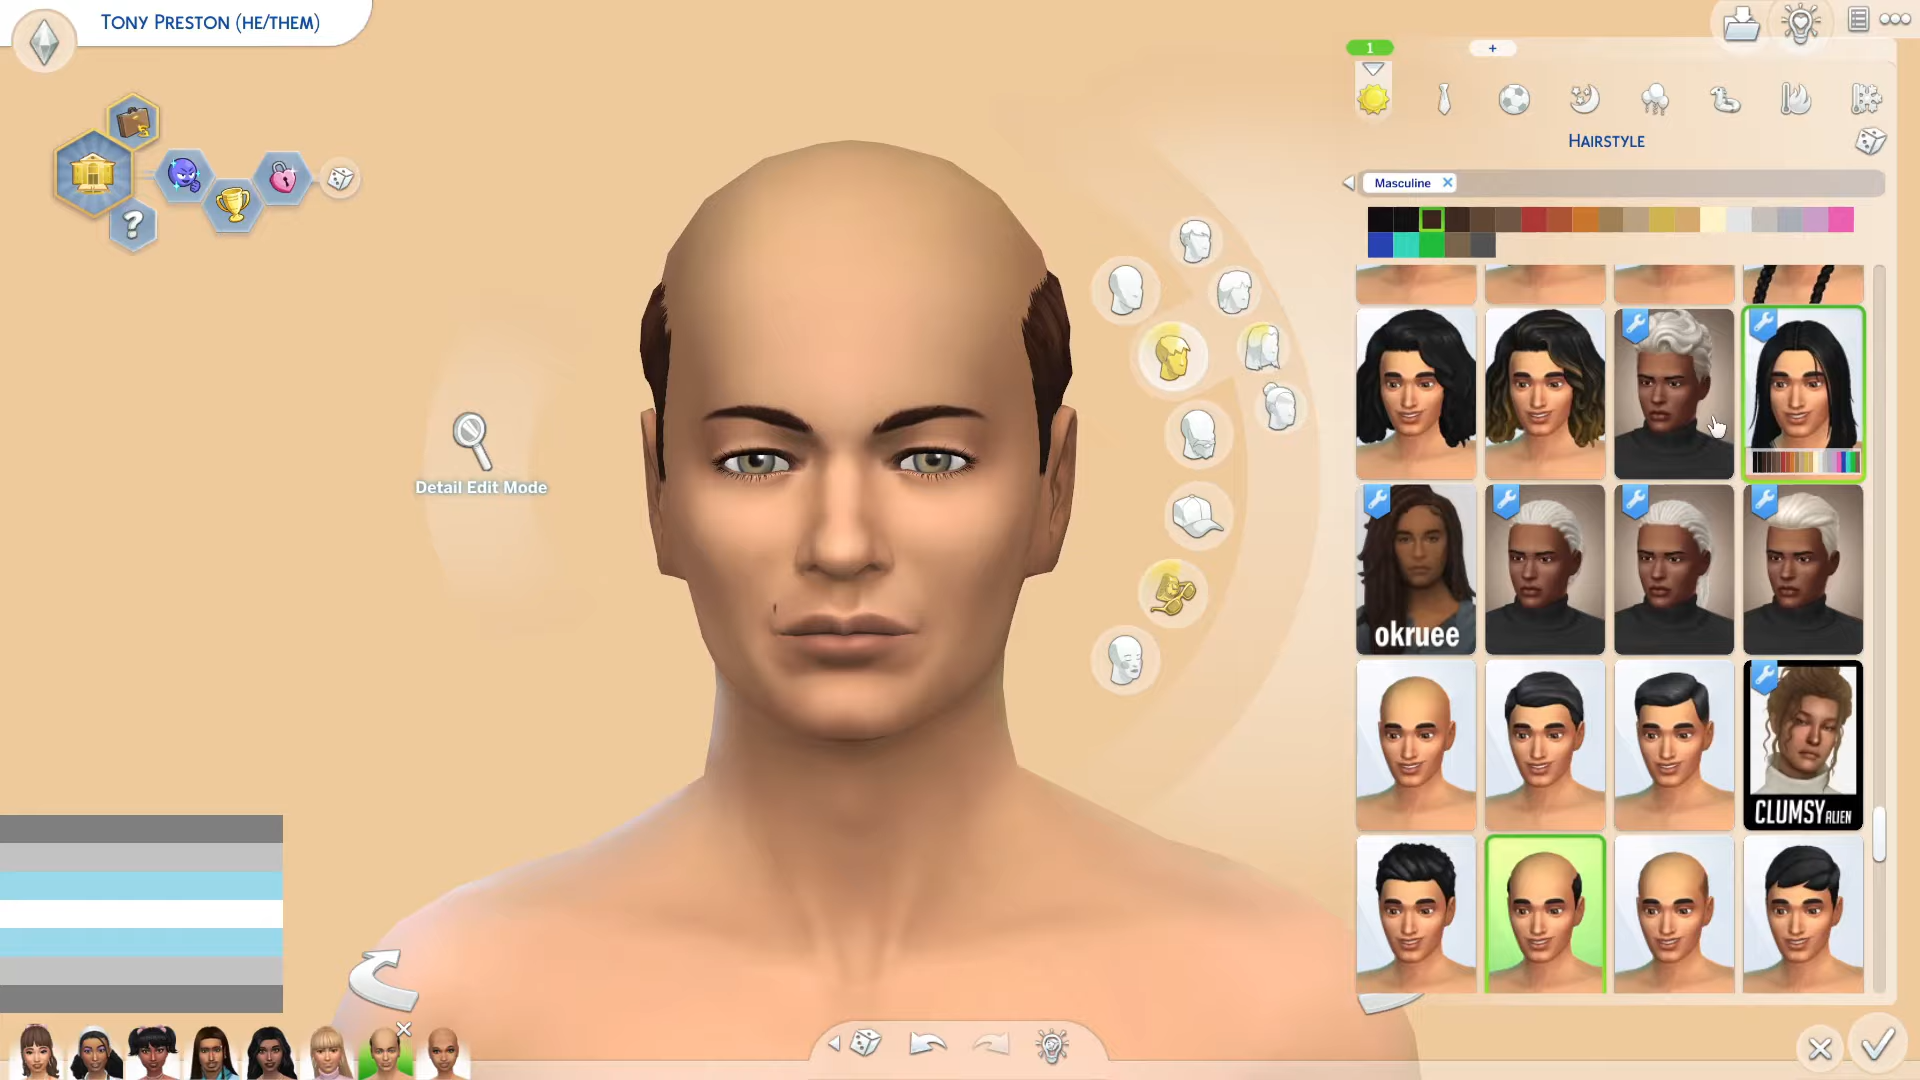 TONY PRESTON (HE/THEM)
1
+
HAIRSTYLE
Masculine
Detail Edit Mode
?
okruee
CLUMSY ALIEN